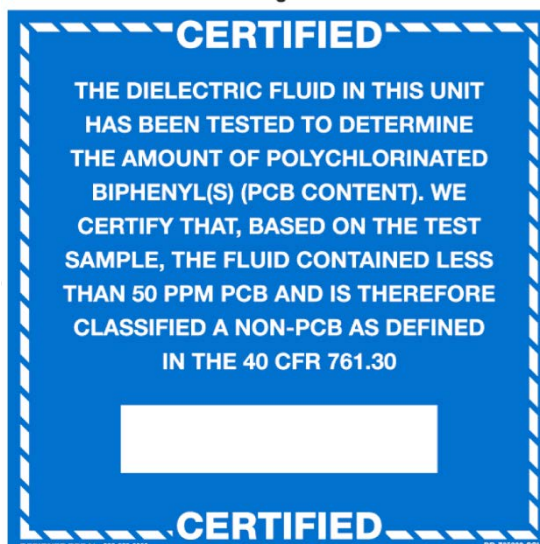 CERTIFIED
THE DIELECTRIC FLUID IN THIS UNIT
HAS BEEN TESTED TO DETERMINE
THE AMOUNT OF POLYCHLORINATED
BIPHENYL(S) (PCB CONTENT). WE
CERTIFY THAT, BASED ON THE TEST
SAMPLE, THE FLUID CONTAINED LESS
THAN 50 PPM PCB AND IS THEREFORE
CLASSIFIED A NON-PCB AS DEFINED
IN THE 40 CFR 761.30
CERTIFIED